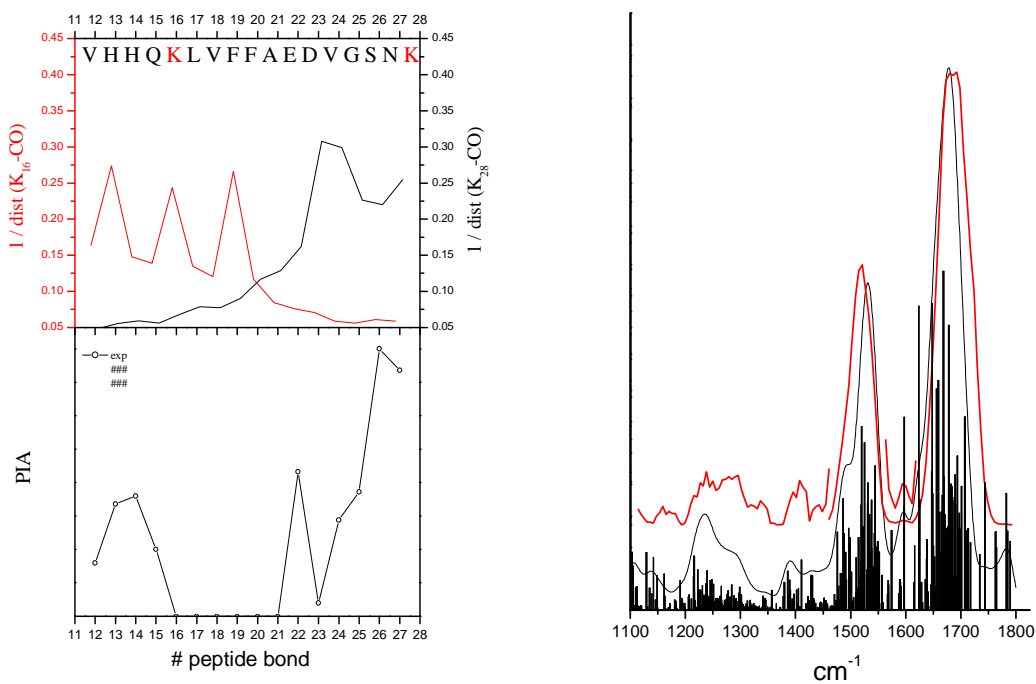 11 12 13 14 15 16 17 18 19 20 21 22 23 24 25 26 27 28
VHHQKLVFFAEDVGSNK
0.45
0.40
0.35
0.30
0.25
0.20
0.15
0.10
0.05
1 / dist (K16-CO)
0.45
0.40
0.35
0.30
0.25
0.20
0.15
0.10
0.05
1 / dist (K28-CO)
exp
###
###
PIA
11 12 13 14 15 16 17 18 19 20 21 22 23 24 25 26 27 28
# peptide bond
1100 1200 1300 1400 1500 1600 1700 1800
cm-1